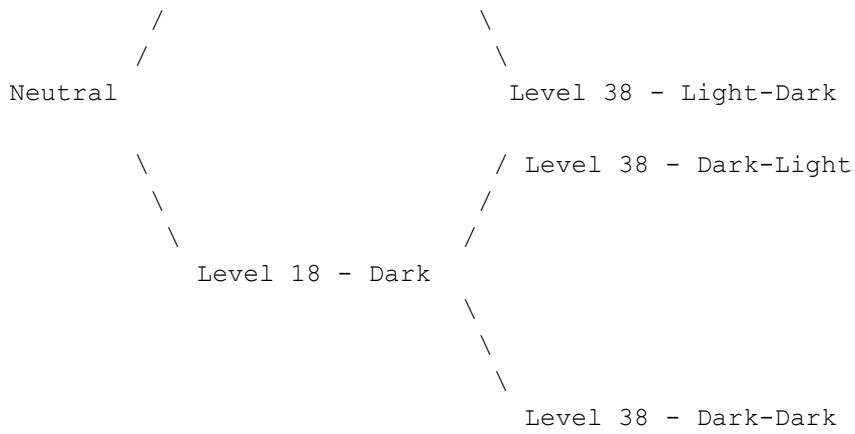 / \
/ \
Neutral Level 38 - Light-Dark
\ / Level 38 - Dark-Light
\ /
\ /
Level 18 - Dark
\
\
\
Level 38 - Dark-Dark